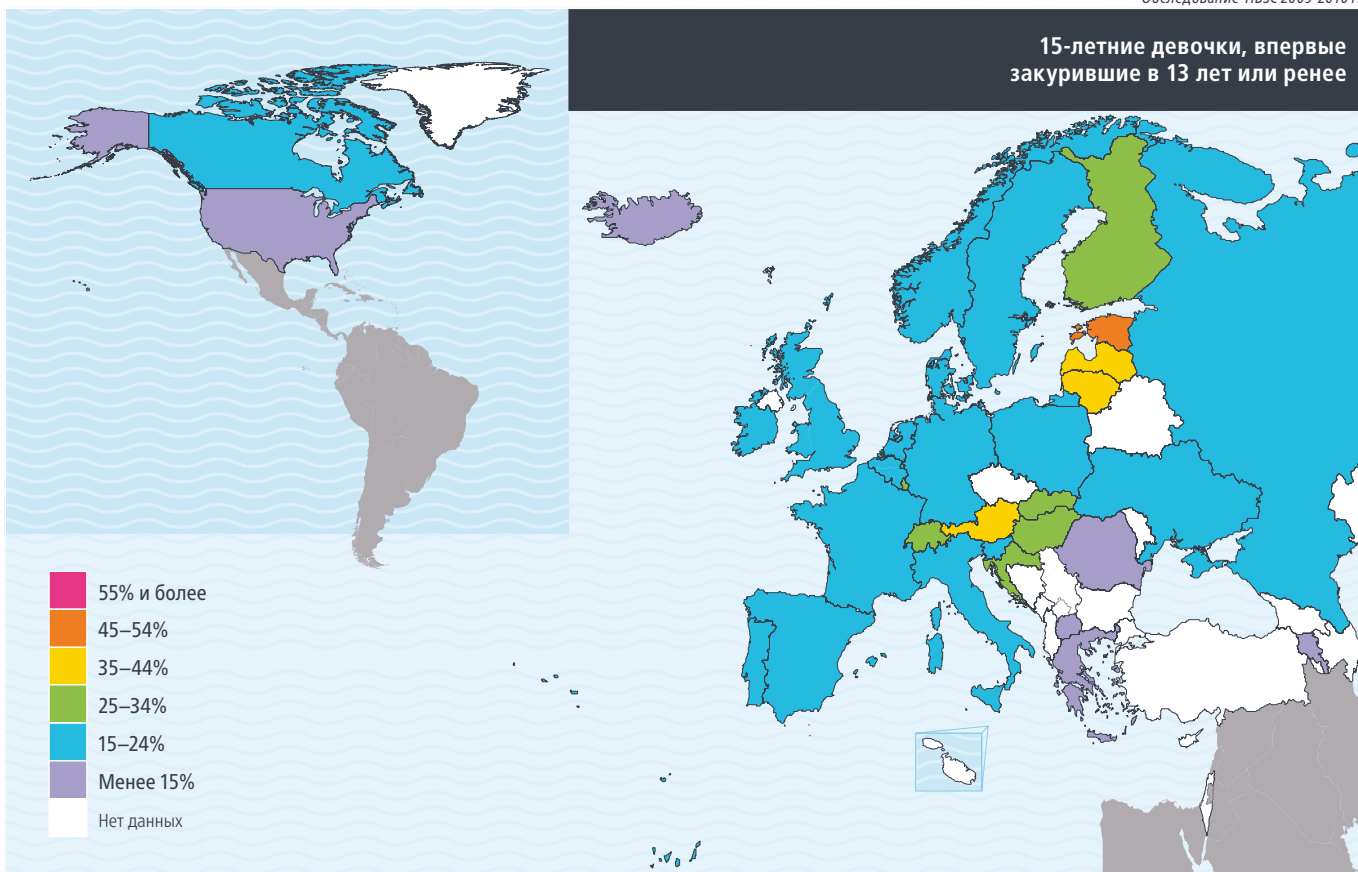 15-летние девочки, впервые
закурившие в 13 лет или ренее
55% и более
45–54%
35–44%
25–34%
15–24%
Менее 15%
Нет данных